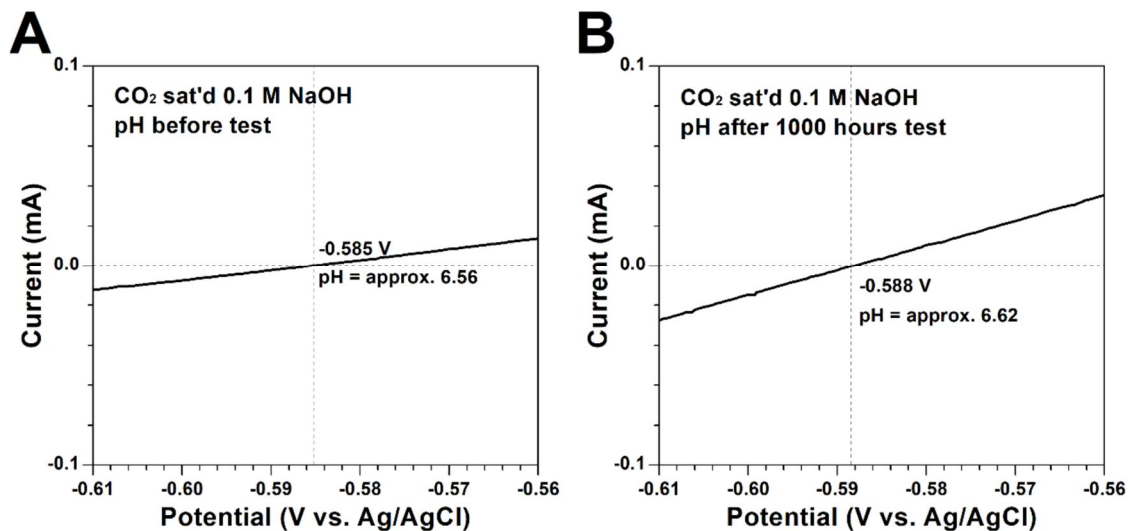 A
CO₂ sat'd 0.1 M NaOH
pH before test
0.1
0.0
-0.1
Current (mA)
-0.585 V
pH = approx. 6.56
-0.61 -0.60 -0.59 -0.58 -0.57 -0.56
Potential (V vs. Ag/AgCl)
B
CO₂ sat'd 0.1 M NaOH
pH after 1000 hours test
0.1
0.0
-0.1
Current (mA)
-0.588 V
pH = approx. 6.62
-0.61 -0.60 -0.59 -0.58 -0.57 -0.56
Potential (V vs. Ag/AgCl)